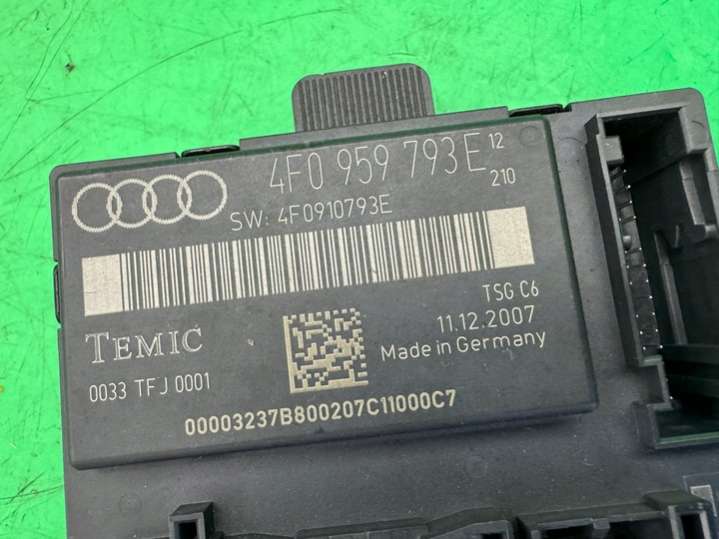 4F0 959 793 E 12
210
SW: 4F0910793E
TSG C6
TEMIC
11.12.2007
Made in Germany
0033 TFJ 0001
00003237B800207C11000C7